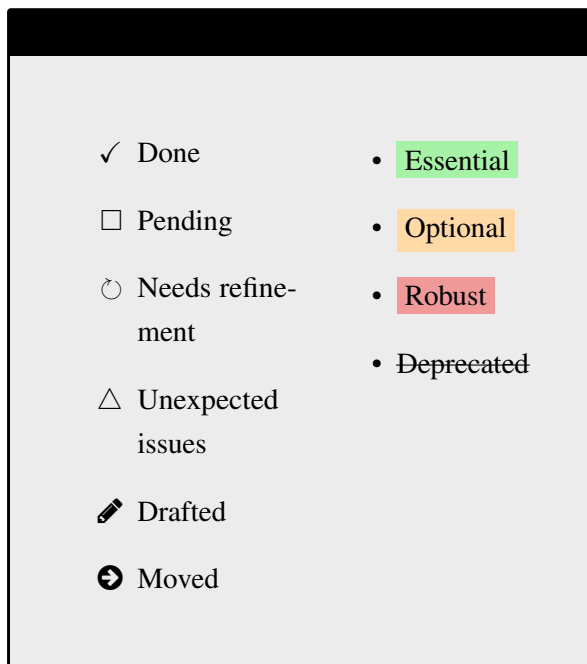 ✓ Done
☐ Pending
↻ Needs refine-
ment
△ Unexpected
issues
✎ Drafted
➲ Moved
• Essential
• Optional
• Robust
• Deprecated